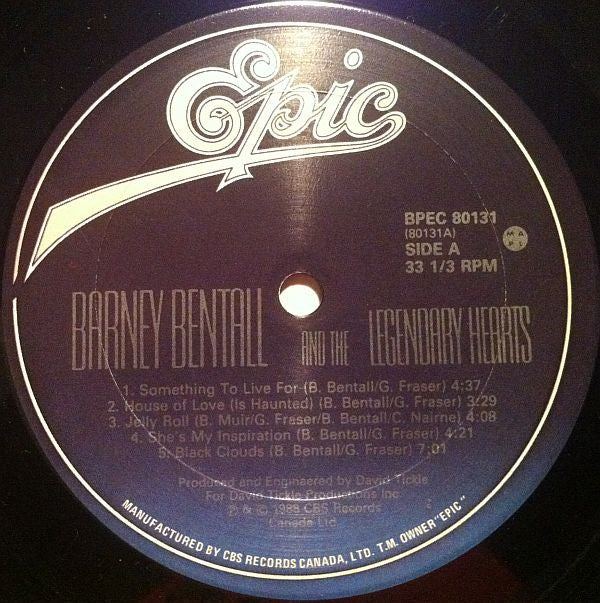 Epic
BPEC 80131
(80131A)
SIDE A
33 1/3 RPM
MAPL
BARNEY BENTALL AND THE LEGENDARY HEARTS
1. Something To Live For (B. Bentall/G. Fraser) 4:37
2. House of Love (Is Haunted) (B. Bentall/G. Fraser) 3:29
3. Jelly Roll (B. Muir/G. Fraser/B. Bentall/C. Nairne) 4:08
4. She's My Inspiration (B. Bentall/G. Fraser) 4:21
5. Black Clouds (B. Bentall/G. Fraser) 7:01
Produced and Engineered by David Tickle
For David Tickle Productions Inc.
℗ & © 1988 CBS Records
Canada Ltd.
MANUFACTURED BY CBS RECORDS CANADA, LTD. T.M. OWNER "EPIC"